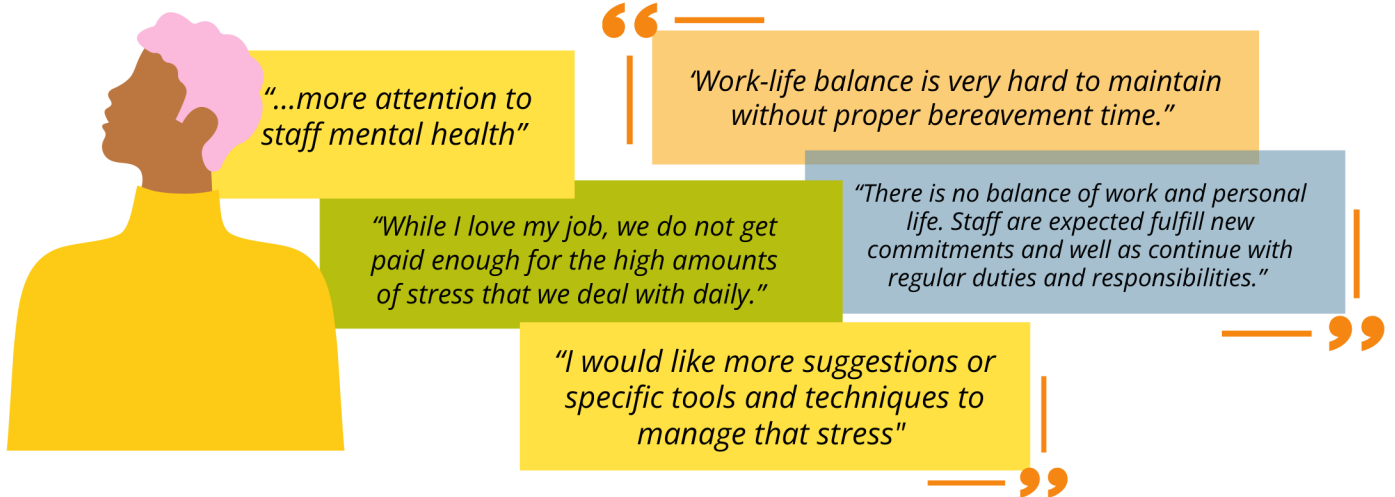 “...more attention to
staff mental health”
‘Work-life balance is very hard to maintain
without proper bereavement time.”
“While I love my job, we do not get
paid enough for the high amounts
of stress that we deal with daily.”
“There is no balance of work and personal
life. Staff are expected fulfill new
commitments and well as continue with
regular duties and responsibilities.”
“I would like more suggestions or
specific tools and techniques to
manage that stress"